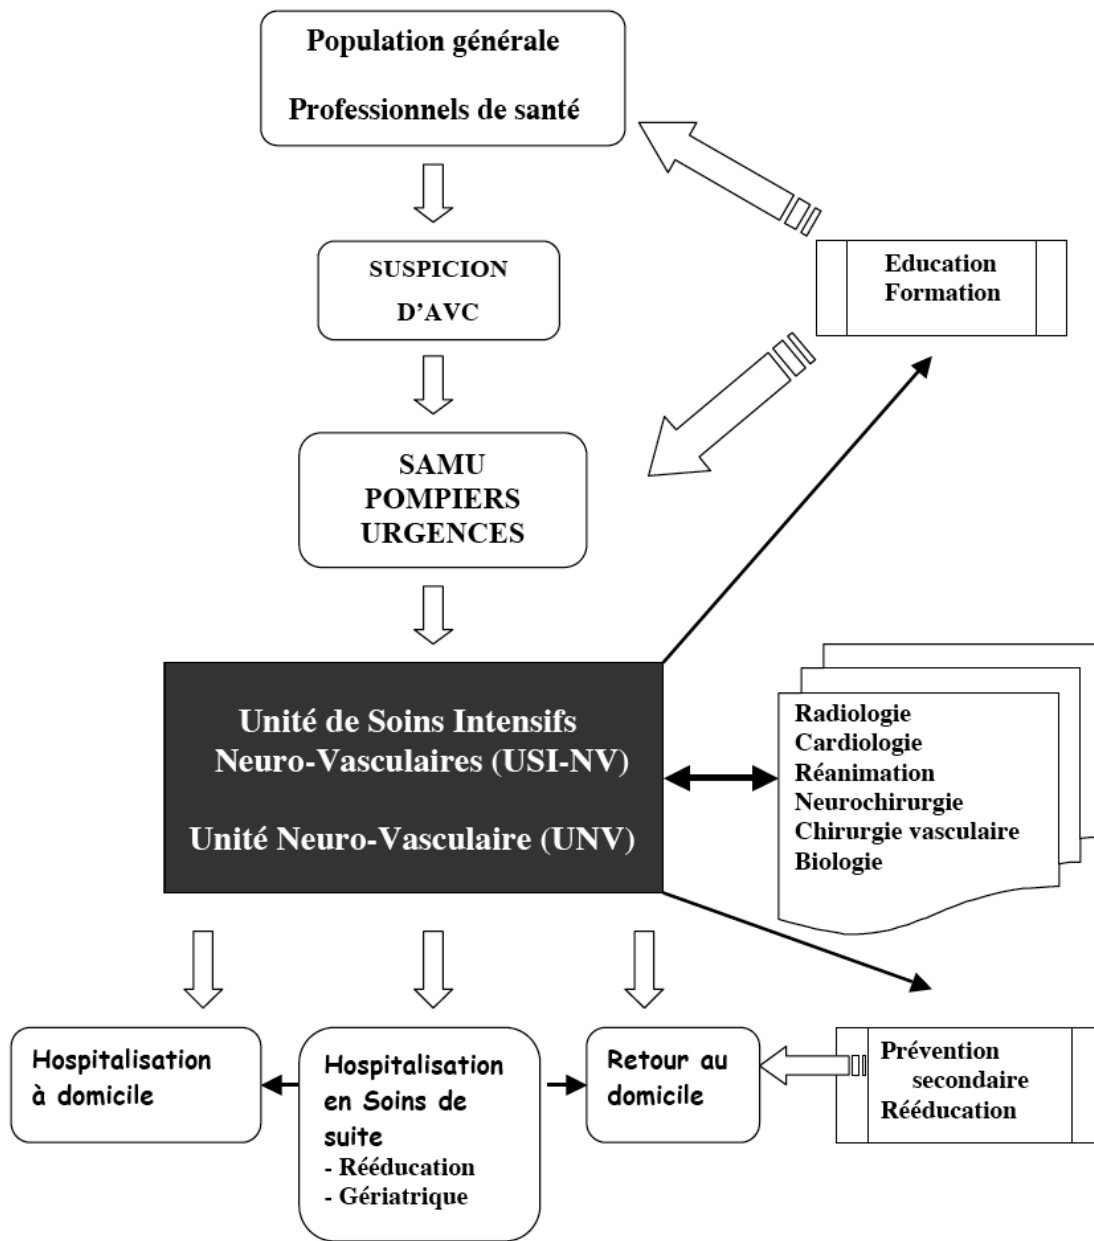 Population générale
Professionnels de santé
SUSPICION
D'AVC
Education
Formation
SAMU
POMPIERS
URGENCES
Unité de Soins Intensifs
Neuro-Vasculaires (USI-NV)
Unité Neuro-Vasculaire (UNV)
Radiologie
Cardiologie
Réanimation
Neurochirurgie
Chirurgie vasculaire
Biologie
Hospitalisation
à domicile
Hospitalisation
en Soins de
suite
- Rééducation
- Gériatrique
Retour au
domicile
Prévention
secondaire
Rééducation